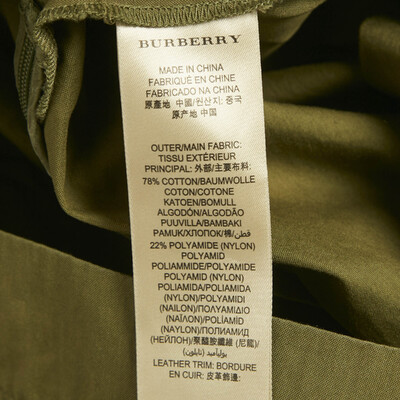 BURBERRY
MADE IN CHINA
FABRIQUÉ EN CHINE
FABRICADO NA CHINA
原產地 中國/원산지: 중국
原产地 中国
OUTER/MAIN FABRIC:
TISSU EXTÉRIEUR
PRINCIPAL: 外部/主要布料:
78% COTTON/BAUMWOLLE
COTON/COTONE
KATOEN/BOMULL
ALGODÓN/ALGODÃO
PUUVILLA/BAMBAKI
PAMUK/ХЛОПОК/棉/قطن
22% POLYAMIDE (NYLON)
POLYAMID
POLIAMMIDE/POLYAMIDE
POLYAMID (NYLON)
POLIAMIDA/POLIAMIDA
(NYLON)/POLYAMIDI
(NAILON)/POLYAMIDI
(ΝΑΪΛΟΝ)/POLİAMİD
(NAYLON)/ПОЛИАМИД
(НЕЙЛОН)/聚醯胺纖維 (尼龍)/
بولياميد (نايلون)
LEATHER TRIM: BORDURE
EN CUIR: 皮革飾邊: